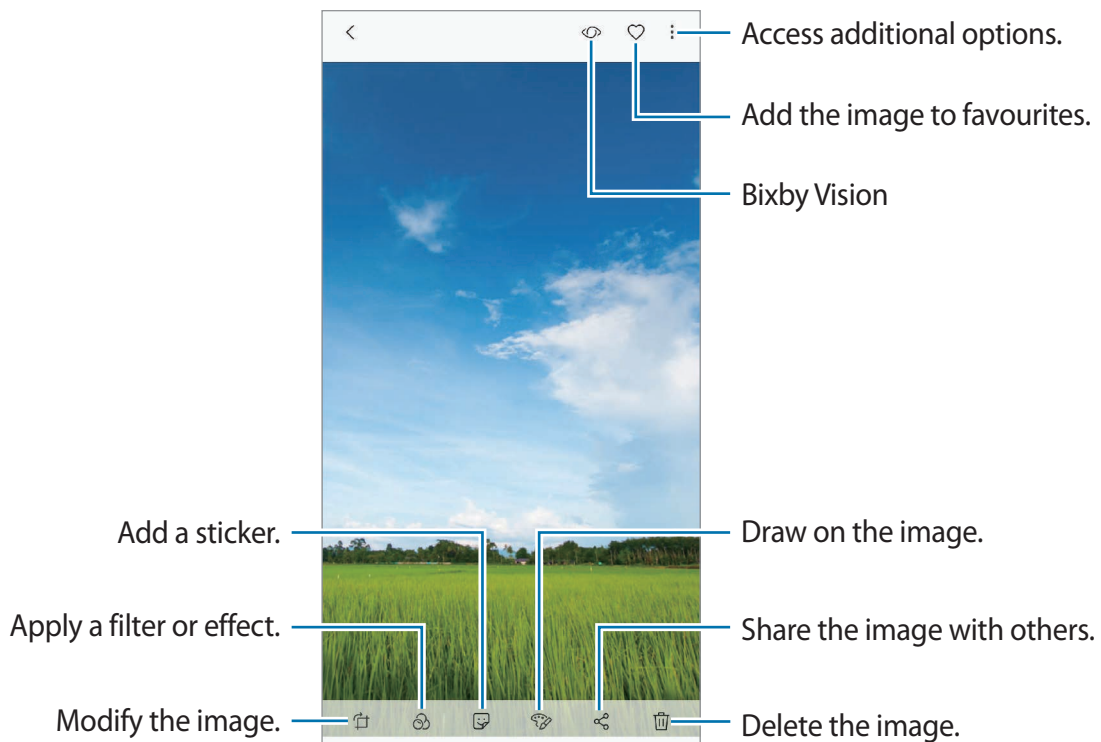 Access additional options.
Add the image to favourites.
Bixby Vision
Add a sticker.
Draw on the image.
Apply a filter or effect.
Share the image with others.
Modify the image.
Delete the image.